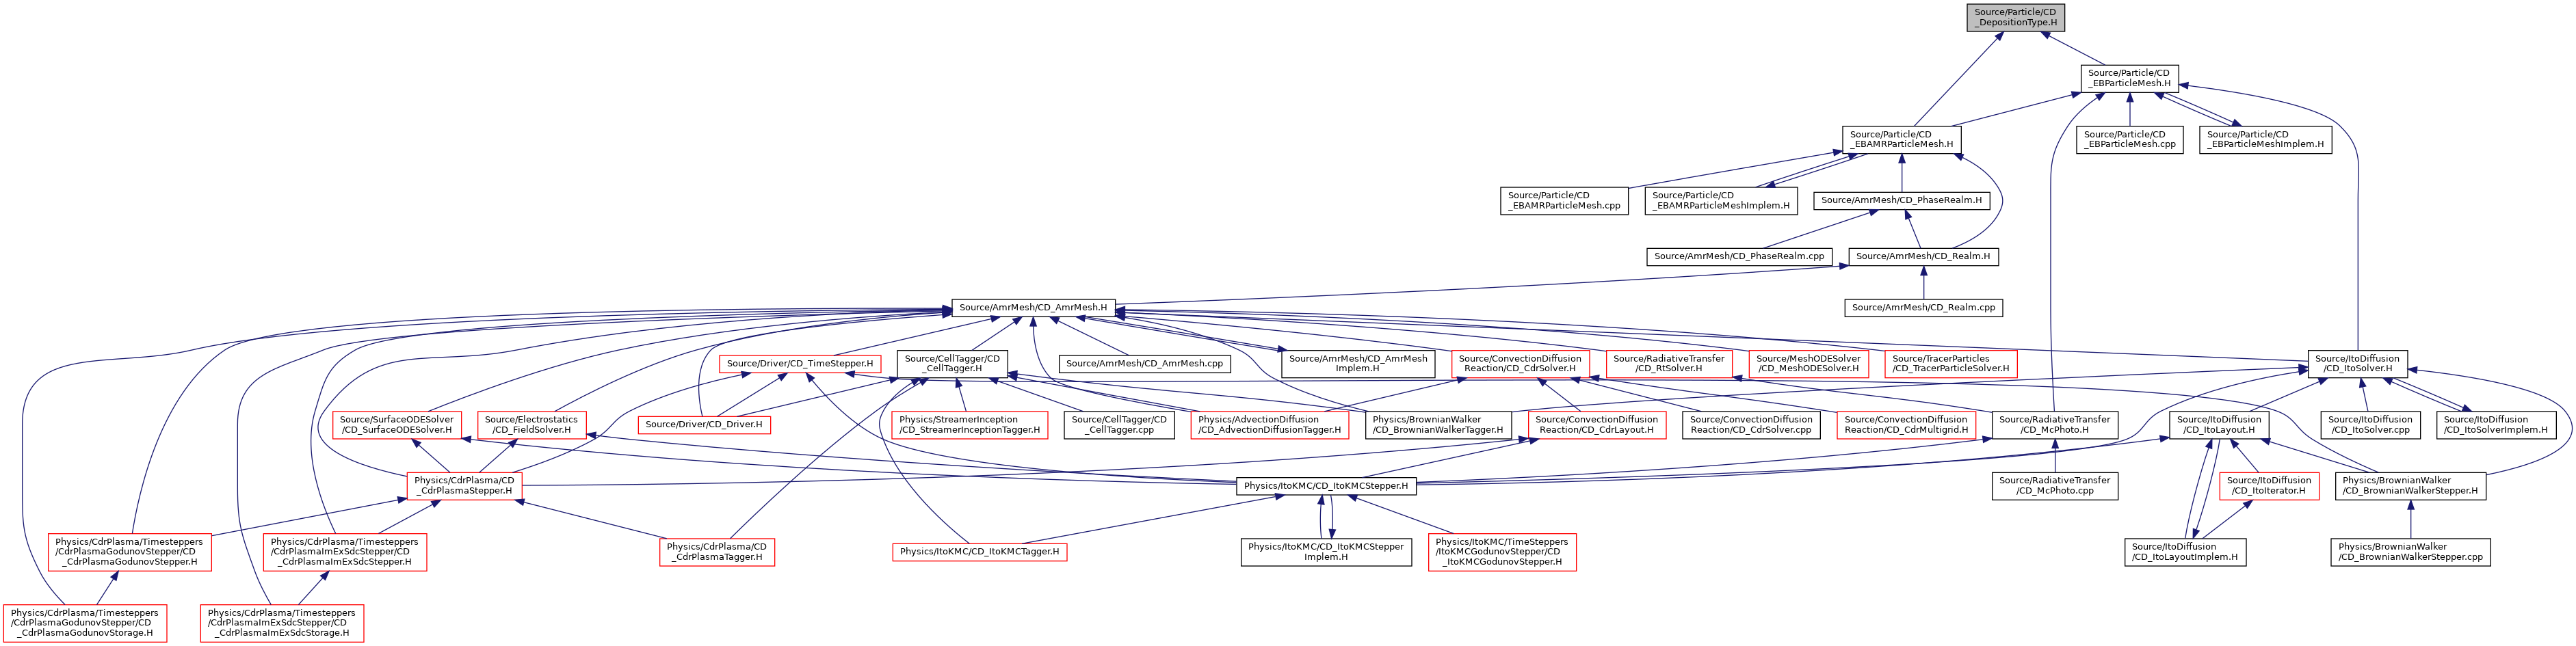 Source/Particle/CD
_DepositionType.H
Source/Particle/CD
_EBParticleMesh.H
Source/Particle/CD
_EBAMRParticleMesh.H
Source/Particle/CD
_EBParticleMesh.cpp
Source/Particle/CD
_EBParticleMeshImplem.H
Source/Particle/CD
_EBAMRParticleMesh.cpp
Source/Particle/CD
_EBAMRParticleMeshImplem.H
Source/AmrMesh/CD_PhaseRealm.H
Source/AmrMesh/CD_PhaseRealm.cpp
Source/AmrMesh/CD_Realm.H
Source/AmrMesh/CD_AmrMesh.H
Source/AmrMesh/CD_Realm.cpp
Source/Driver/CD_TimeStepper.H
Source/CellTagger/CD
_CellTagger.H
Source/AmrMesh/CD_AmrMesh.cpp
Source/AmrMesh/CD_AmrMesh
Implem.H
Source/ConvectionDiffusion
Reaction/CD_CdrSolver.H
Source/RadiativeTransfer
/CD_RtSolver.H
Source/MeshODESolver
/CD_MeshODESolver.H
Source/TracerParticles
/CD_TracerParticleSolver.H
Source/ItoDiffusion
/CD_ItoSolver.H
Source/SurfaceODESolver
/CD_SurfaceODESolver.H
Source/Electrostatics
/CD_FieldSolver.H
Source/Driver/CD_Driver.H
Physics/StreamerInception
/CD_StreamerInceptionTagger.H
Source/CellTagger/CD
_CellTagger.cpp
Physics/AdvectionDiffusion
/CD_AdvectionDiffusionTagger.H
Physics/BrownianWalker
/CD_BrownianWalkerTagger.H
Source/ConvectionDiffusion
Reaction/CD_CdrLayout.H
Source/ConvectionDiffusion
Reaction/CD_CdrSolver.cpp
Source/ConvectionDiffusion
Reaction/CD_CdrMultigrid.H
Source/RadiativeTransfer
/CD_McPhoto.H
Source/ItoDiffusion
/CD_ItoLayout.H
Source/ItoDiffusion
/CD_ItoSolver.cpp
Source/ItoDiffusion
/CD_ItoSolverImplem.H
Physics/CdrPlasma/CD
_CdrPlasmaStepper.H
Physics/ItoKMC/CD_ItoKMCStepper.H
Source/RadiativeTransfer
/CD_McPhoto.cpp
Source/ItoDiffusion
/CD_ItoIterator.H
Physics/BrownianWalker
/CD_BrownianWalkerStepper.H
Physics/CdrPlasma/Timesteppers
/CdrPlasmaGodunovStepper/CD
_CdrPlasmaGodunovStepper.H
Physics/CdrPlasma/Timesteppers
/CdrPlasmaImExSdcStepper/CD
_CdrPlasmaImExSdcStepper.H
Physics/CdrPlasma/CD
_CdrPlasmaTagger.H
Physics/ItoKMC/CD_ItoKMCTagger.H
Physics/ItoKMC/CD_ItoKMCStepper
Implem.H
Physics/ItoKMC/TimeSteppers
/ItoKMCGodunovStepper/CD
_ItoKMCGodunovStepper.H
Source/ItoDiffusion
/CD_ItoLayoutImplem.H
Physics/BrownianWalker
/CD_BrownianWalkerStepper.cpp
Physics/CdrPlasma/Timesteppers
/CdrPlasmaGodunovStepper/CD
_CdrPlasmaGodunovStorage.H
Physics/CdrPlasma/Timesteppers
/CdrPlasmaImExSdcStepper/CD
_CdrPlasmaImExSdcStorage.H